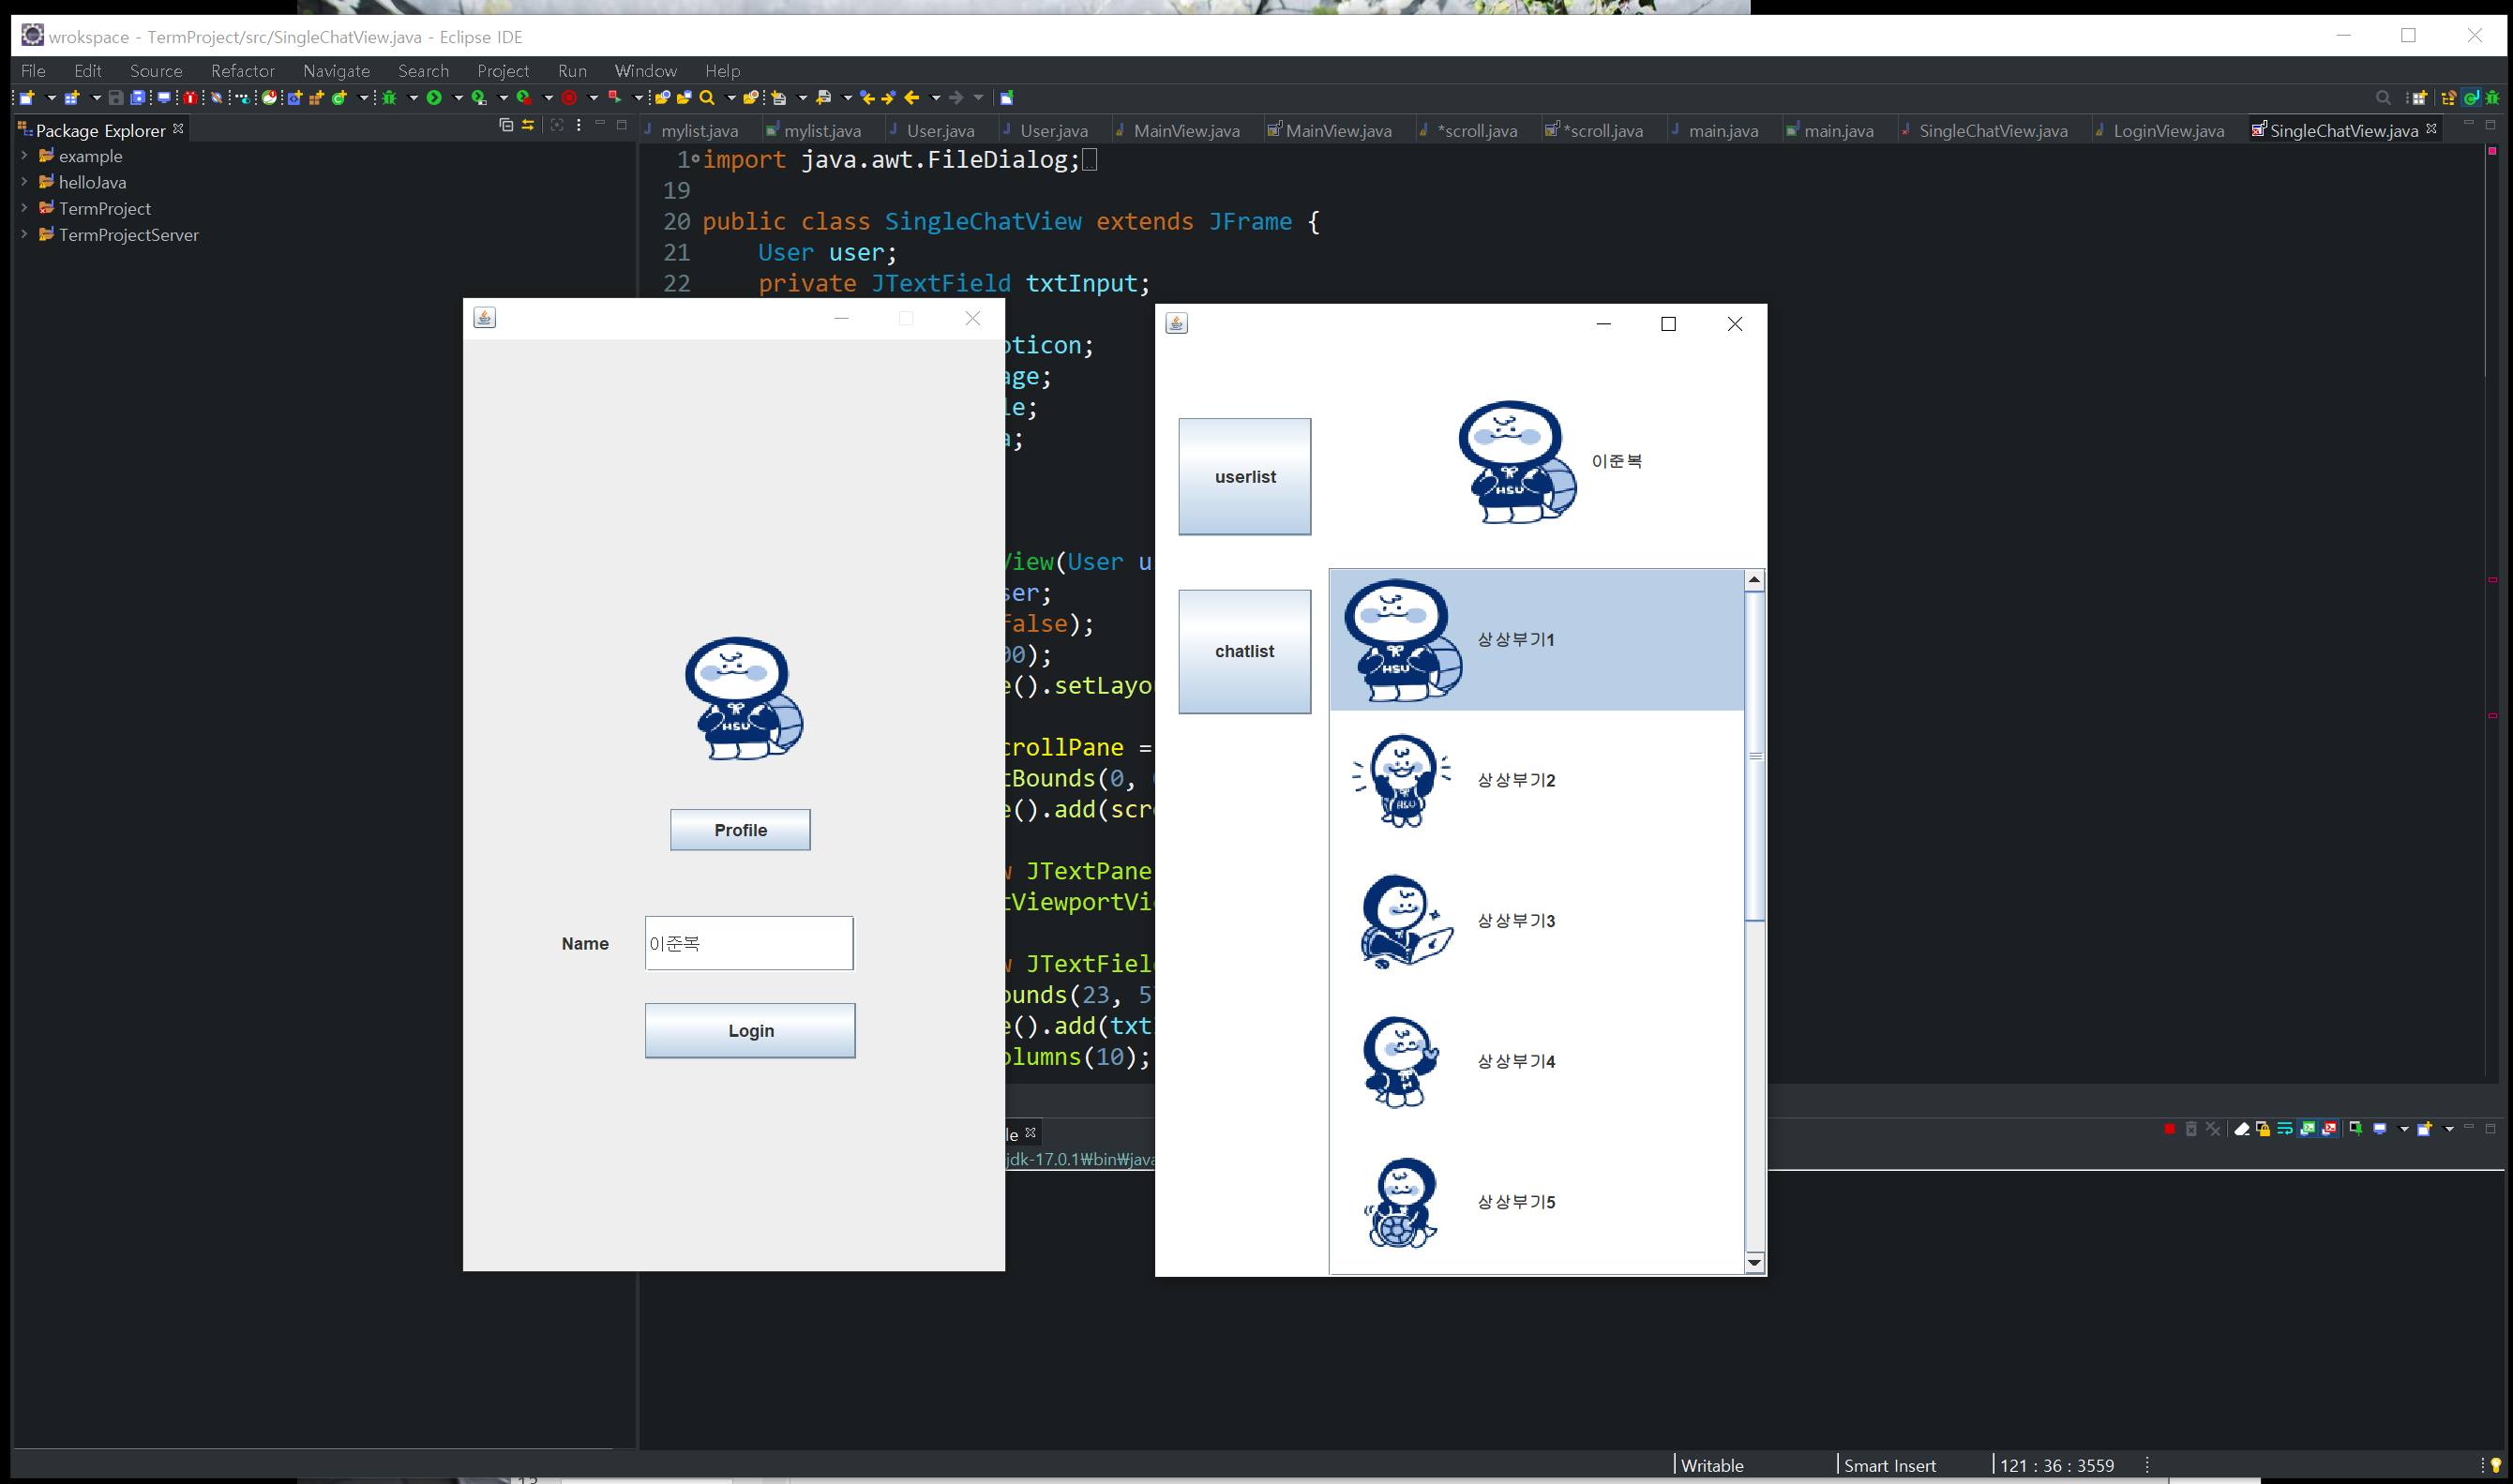 wrokspace - TermProject/src/SingleChatView.java - Eclipse IDE
File Edit Source Refactor Navigate Search Project Run Window Help
Package Explorer
example
helloJava
TermProject
TermProjectServer
mylist.java mylist.java User.java User.java MainView.java MainView.java *scroll.java *scroll.java main.java main.java SingleChatView.java LoginView.java SingleChatView.java
1 import java.awt.FileDialog;
19
20 public class SingleChatView extends JFrame {
21 User user;
22 private JTextField txtInput;
oticon;
age;
le;
a;
View(User u
ser;
false);
00);
e().setLayou
crollPane =
tBounds(0,
e().add(scr
w JTextPane
tViewportVi
w JTextFiel
ounds(23, 5
e().add(txt
olumns(10);
Profile
Name 이준복
Login
userlist
chatlist
HSU
이준복
HSU
상상부기1
상상부기2
상상부기3
상상부기4
상상부기5
HSU
le
jdk-17.0.1₩bin₩java
Writable Smart Insert 121 : 36 : 3559